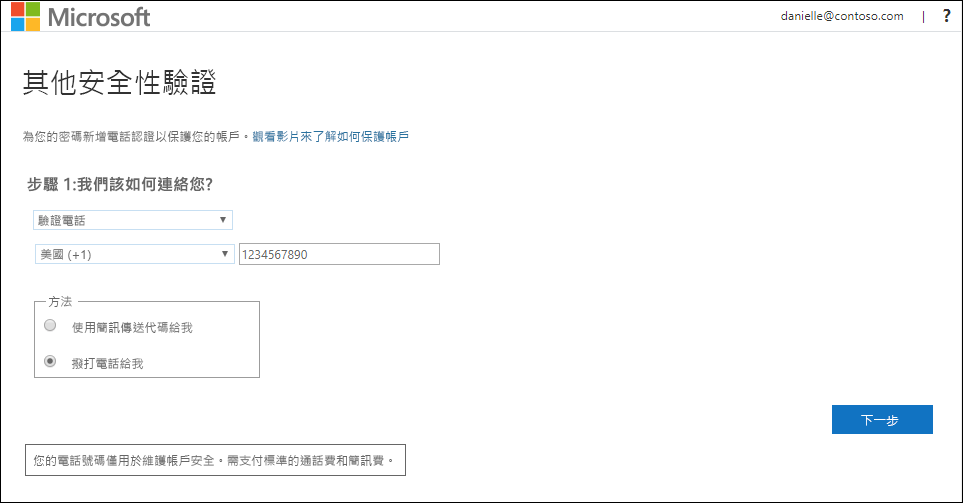 Microsoft
danielle@contoso.com | ?
其他安全性驗證
為您的密碼新增電話認證以保護您的帳戶。觀看影片來了解如何保護帳戶
步驟 1:我們該如何連絡您?
驗證電話
美國 (+1) 1234567890
方法
使用簡訊傳送代碼給我
撥打電話給我
下一步
您的電話號碼僅用於維護帳戶安全。需支付標準的通話費和簡訊費。